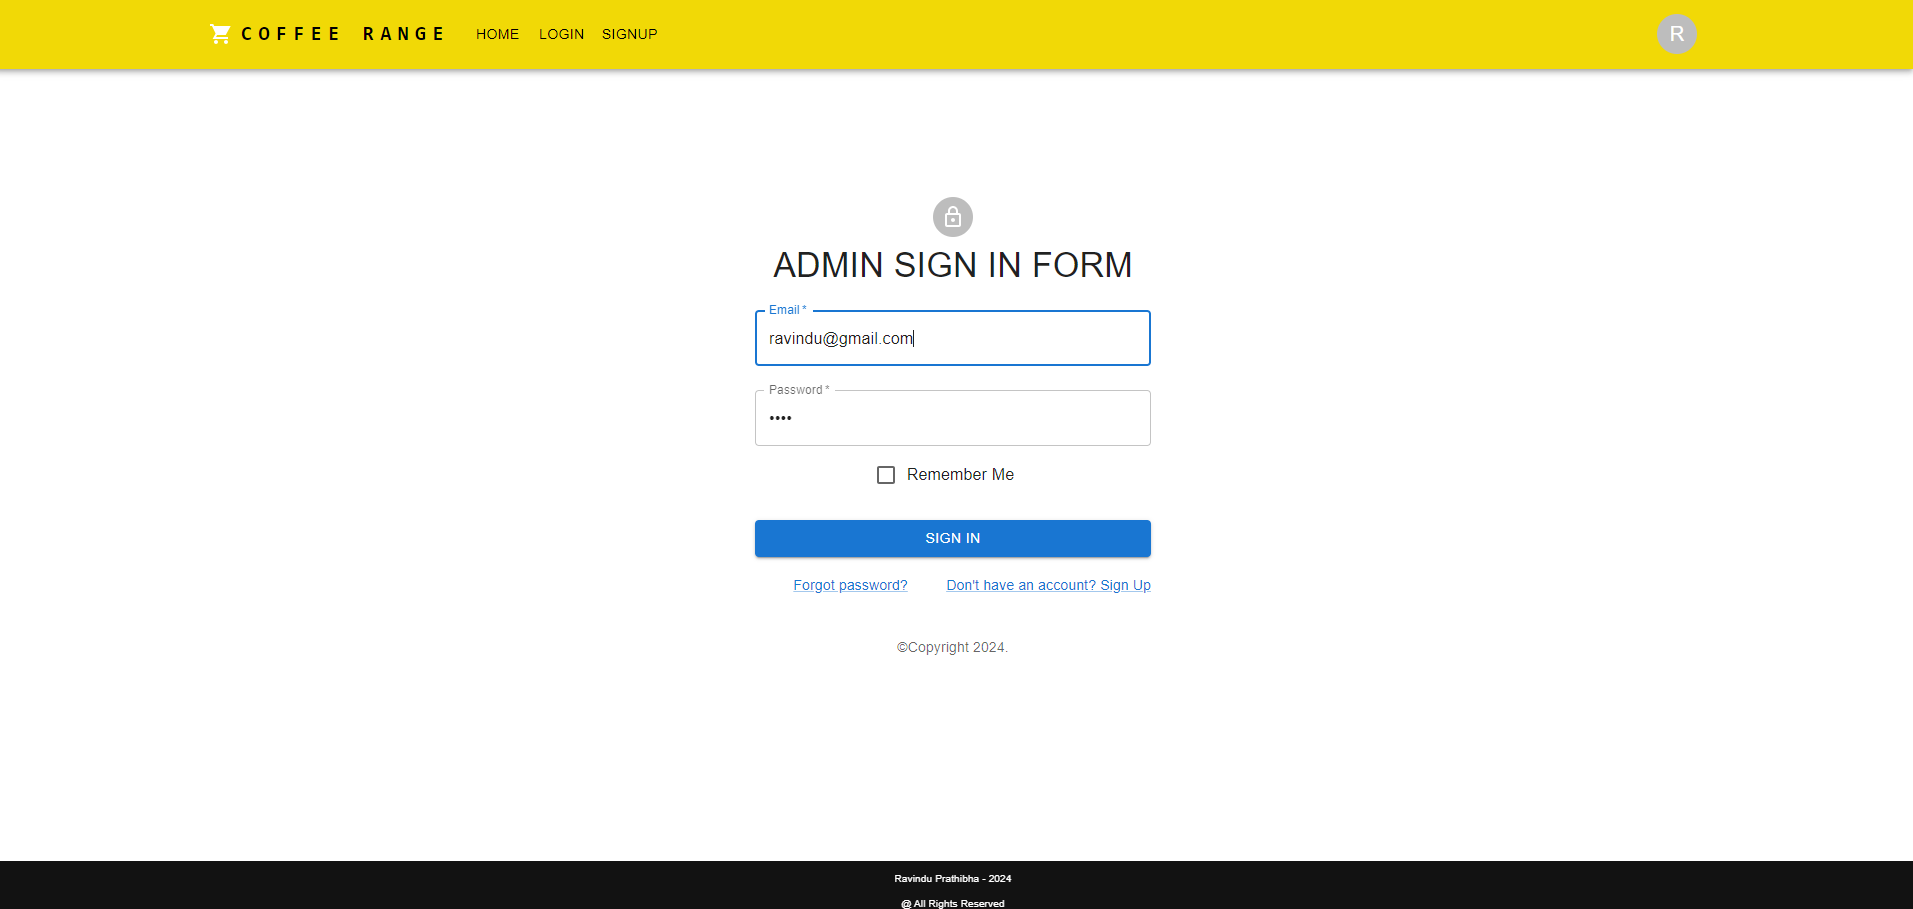 COFFEE RANGE HOME LOGIN SIGNUP R
ADMIN SIGN IN FORM
Email *
ravindu@gmail.com
Password *
••••
Remember Me
SIGN IN
Forgot password? Don't have an account? Sign Up
©Copyright 2024.
Ravindu Prathibha - 2024
@ All Rights Reserved